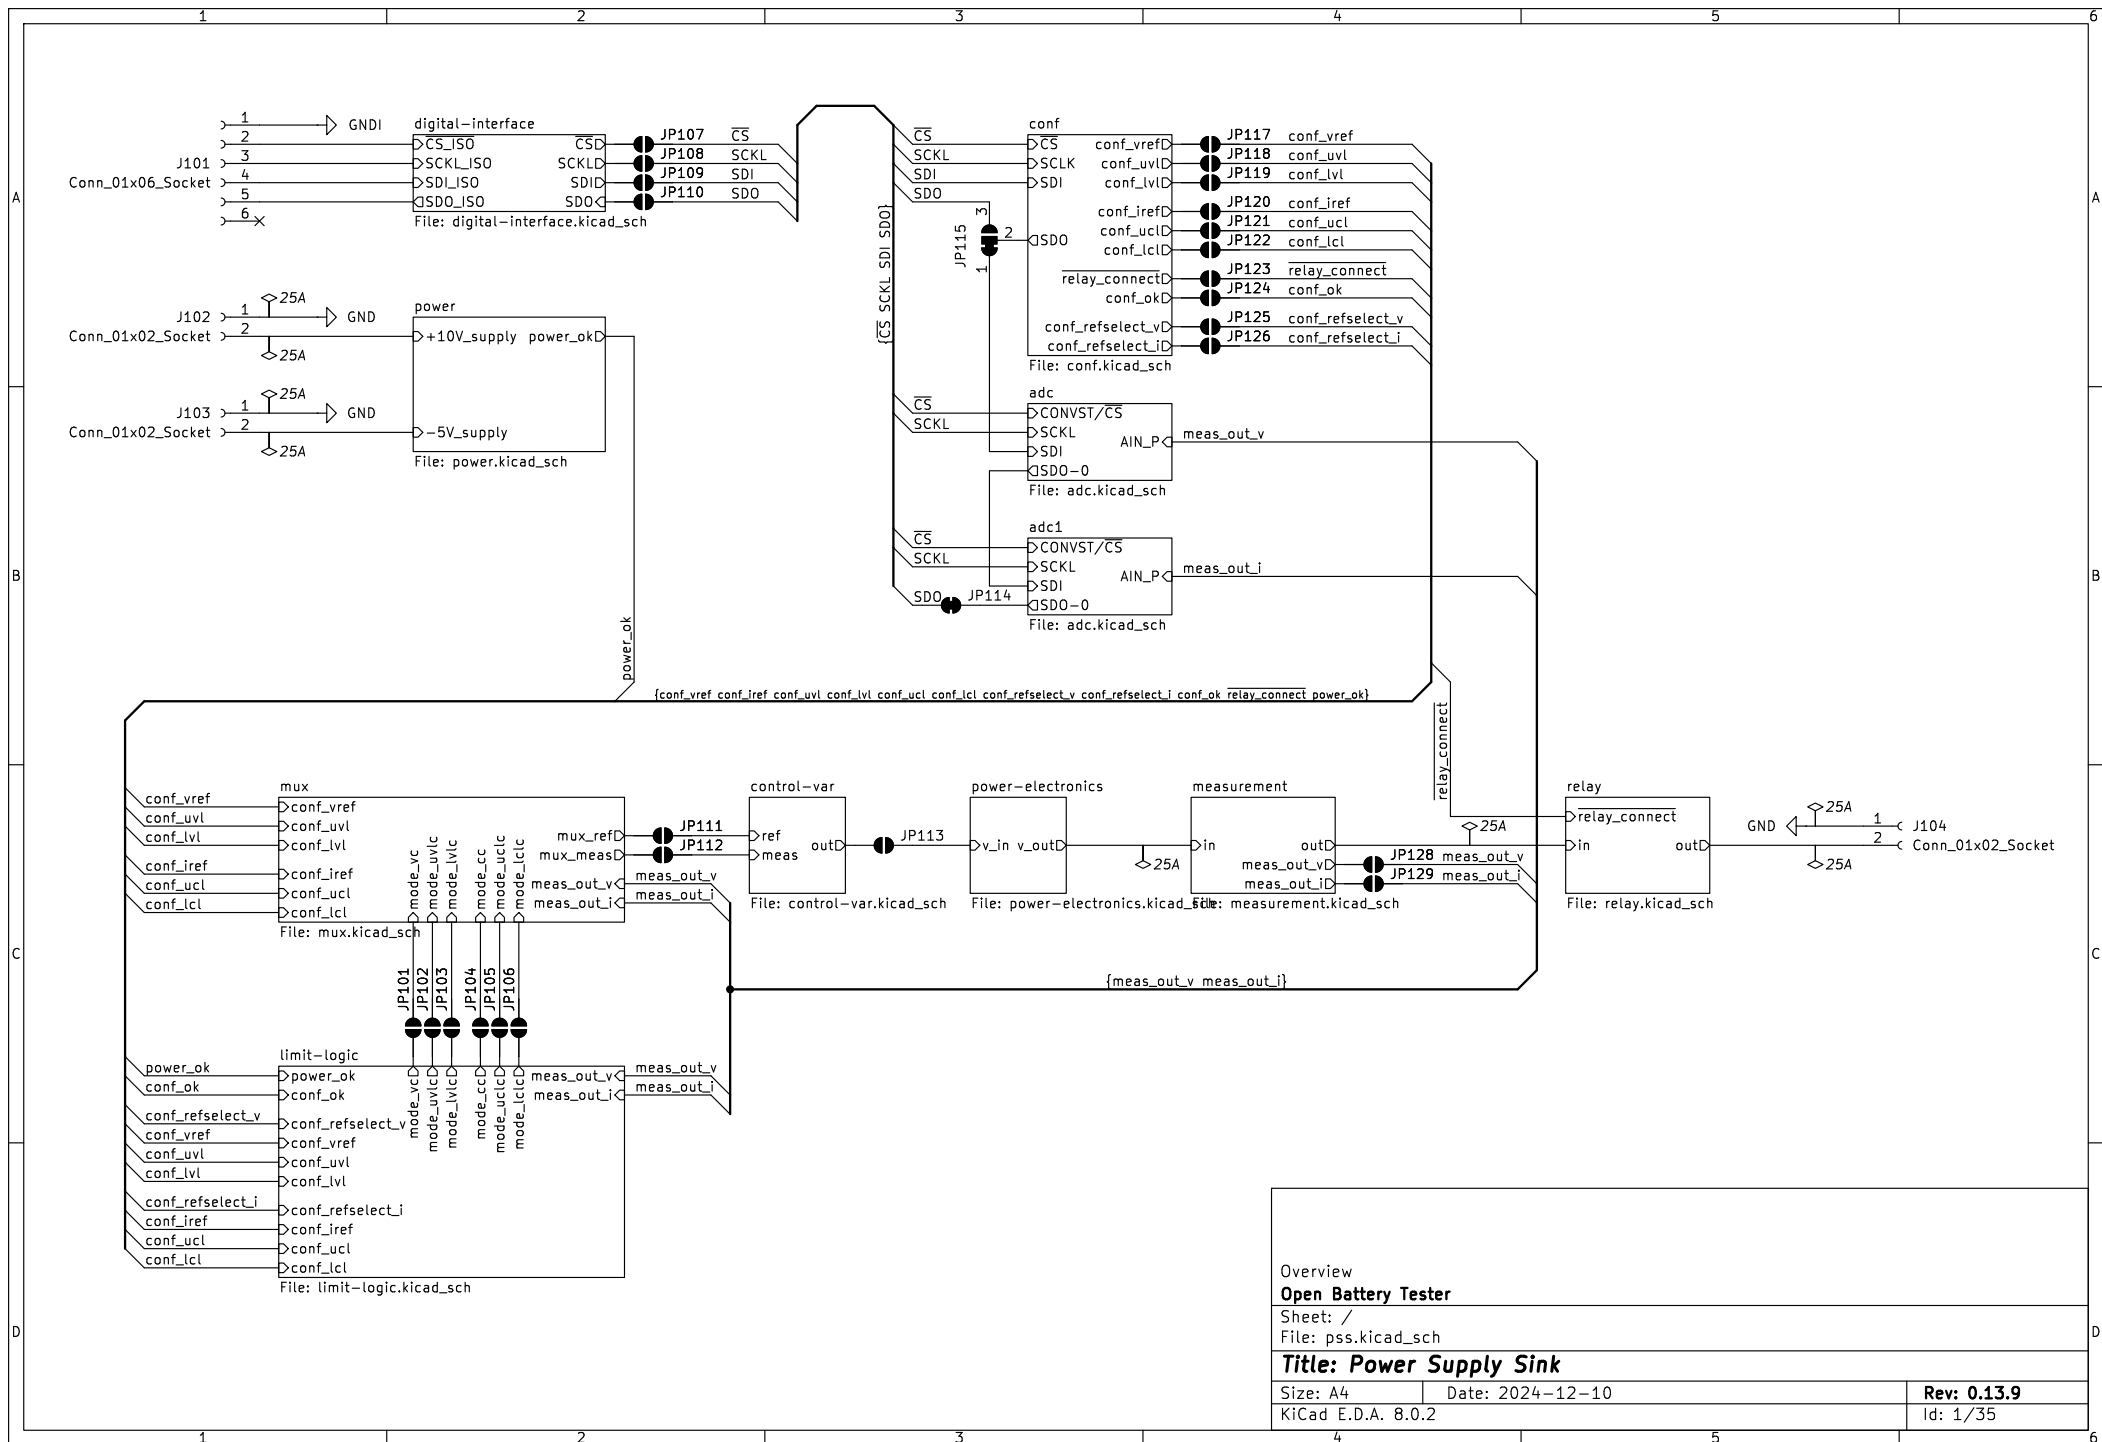 1 2 3 4 5 6
A
B
C
D
A
B
C
D
1 2 3 4 5 6
J101
Conn_01x06_Socket
1
2
3
4
5
6
GNDI
digital-interface
CS_ISO
SCKL_ISO
SDI_ISO
SDO_ISO
CS
SCKL
SDI
SDO
File: digital-interface.kicad_sch
JP107 CS
JP108 SCKL
JP109 SDI
JP110 SDO
{CS SCKL SDI SDO}
J102
Conn_01x02_Socket
1
2
25A
25A
GND
J103
Conn_01x02_Socket
1
2
25A
25A
GND
power
+10V_supply power_ok
-5V_supply
File: power.kicad_sch
power_ok
CS
SCKL
SDI
SDO
JP115
3
2
1
conf
CS
SCLK
SDI
SDO
conf_vref
conf_uvl
conf_lvl
conf_iref
conf_ucl
conf_lcl
relay_connect
conf_ok
conf_refselect_v
conf_refselect_i
File: conf.kicad_sch
JP117 conf_vref
JP118 conf_uvl
JP119 conf_lvl
JP120 conf_iref
JP121 conf_ucl
JP122 conf_lcl
JP123 relay_connect
JP124 conf_ok
JP125 conf_refselect_v
JP126 conf_refselect_i
CS
SCKL
adc
CONVST/CS
SCKL
SDI
SDO-0
AIN_P
File: adc.kicad_sch
meas_out_v
CS
SCKL
SDO
JP114
adc1
CONVST/CS
SCKL
SDI
SDO-0
AIN_P
File: adc.kicad_sch
meas_out_i
{conf_vref conf_iref conf_uvl conf_lvl conf_ucl conf_lcl conf_refselect_v conf_refselect_i conf_ok relay_connect power_ok}
relay_connect
conf_vref
conf_uvl
conf_lvl
conf_iref
conf_ucl
conf_lcl
mux
conf_vref
conf_uvl
conf_lvl
conf_iref
conf_ucl
conf_lcl
mode_vc
mode_uvlc
mode_lvlc
mode_cc
mode_uclc
mode_lclc
mux_ref
mux_meas
meas_out_v
meas_out_i
File: mux.kicad_sch
JP111
JP112
meas_out_v
meas_out_i
control-var
ref
meas
out
File: control-var.kicad_sch
JP113
power-electronics
v_in v_out
File: power-electronics.kicad_sch
25A
measurement
in
out
meas_out_v
meas_out_i
File: measurement.kicad_sch
25A
JP128 meas_out_v
JP129 meas_out_i
relay
relay_connect
in
out
File: relay.kicad_sch
GND
25A
25A
1
2
J104
Conn_01x02_Socket
{meas_out_v meas_out_i}
JP101
JP102
JP103
JP104
JP105
JP106
power_ok
conf_ok
conf_refselect_v
conf_vref
conf_uvl
conf_lvl
conf_refselect_i
conf_iref
conf_ucl
conf_lcl
limit-logic
power_ok
conf_ok
conf_refselect_v
conf_vref
conf_uvl
conf_lvl
conf_refselect_i
conf_iref
conf_ucl
conf_lcl
mode_vc
mode_uvlc
mode_lvlc
mode_cc
mode_uclc
mode_lclc
meas_out_v
meas_out_i
File: limit-logic.kicad_sch
meas_out_v
meas_out_i
Overview
Open Battery Tester
Sheet: /
File: pss.kicad_sch
Title: Power Supply Sink
Size: A4 Date: 2024-12-10 Rev: 0.13.9
KiCad E.D.A. 8.0.2 Id: 1/35